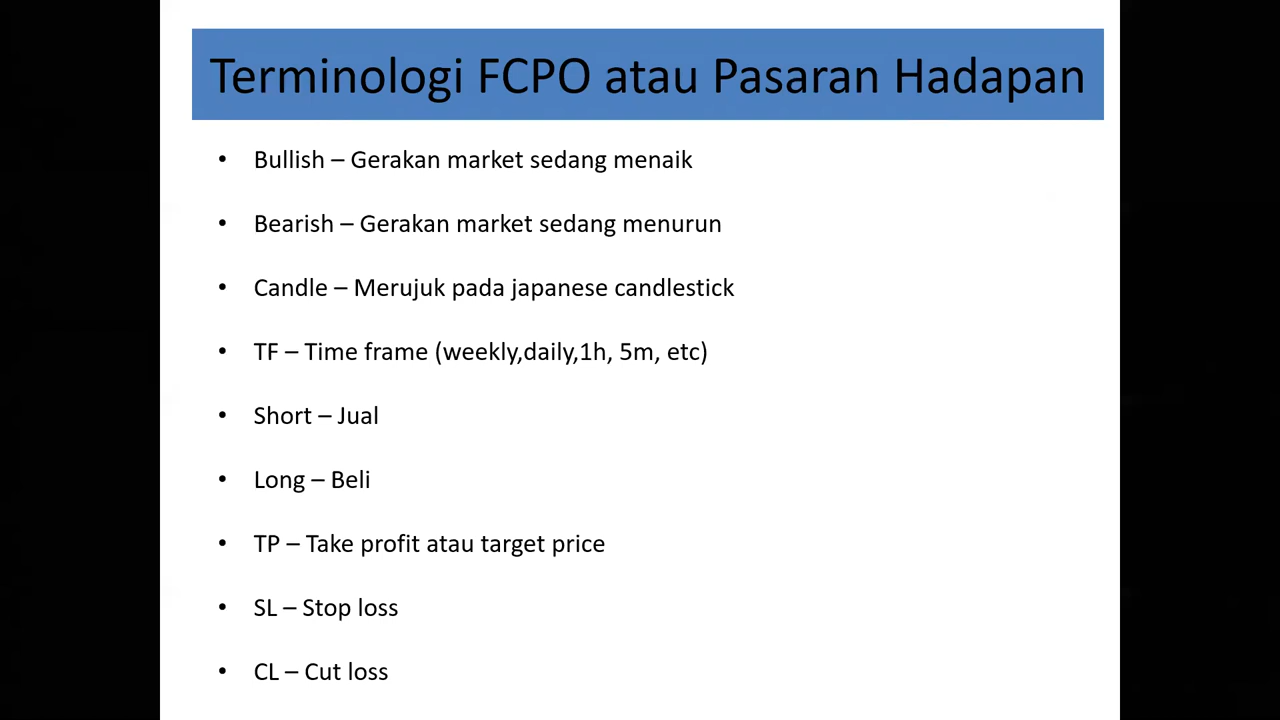 Terminologi FCPO atau Pasaran Hadapan
• Bullish – Gerakan market sedang menaik
• Bearish – Gerakan market sedang menurun
• Candle – Merujuk pada japanese candlestick
• TF – Time frame (weekly,daily,1h, 5m, etc)
• Short – Jual
• Long – Beli
• TP – Take profit atau target price
• SL – Stop loss
• CL – Cut loss